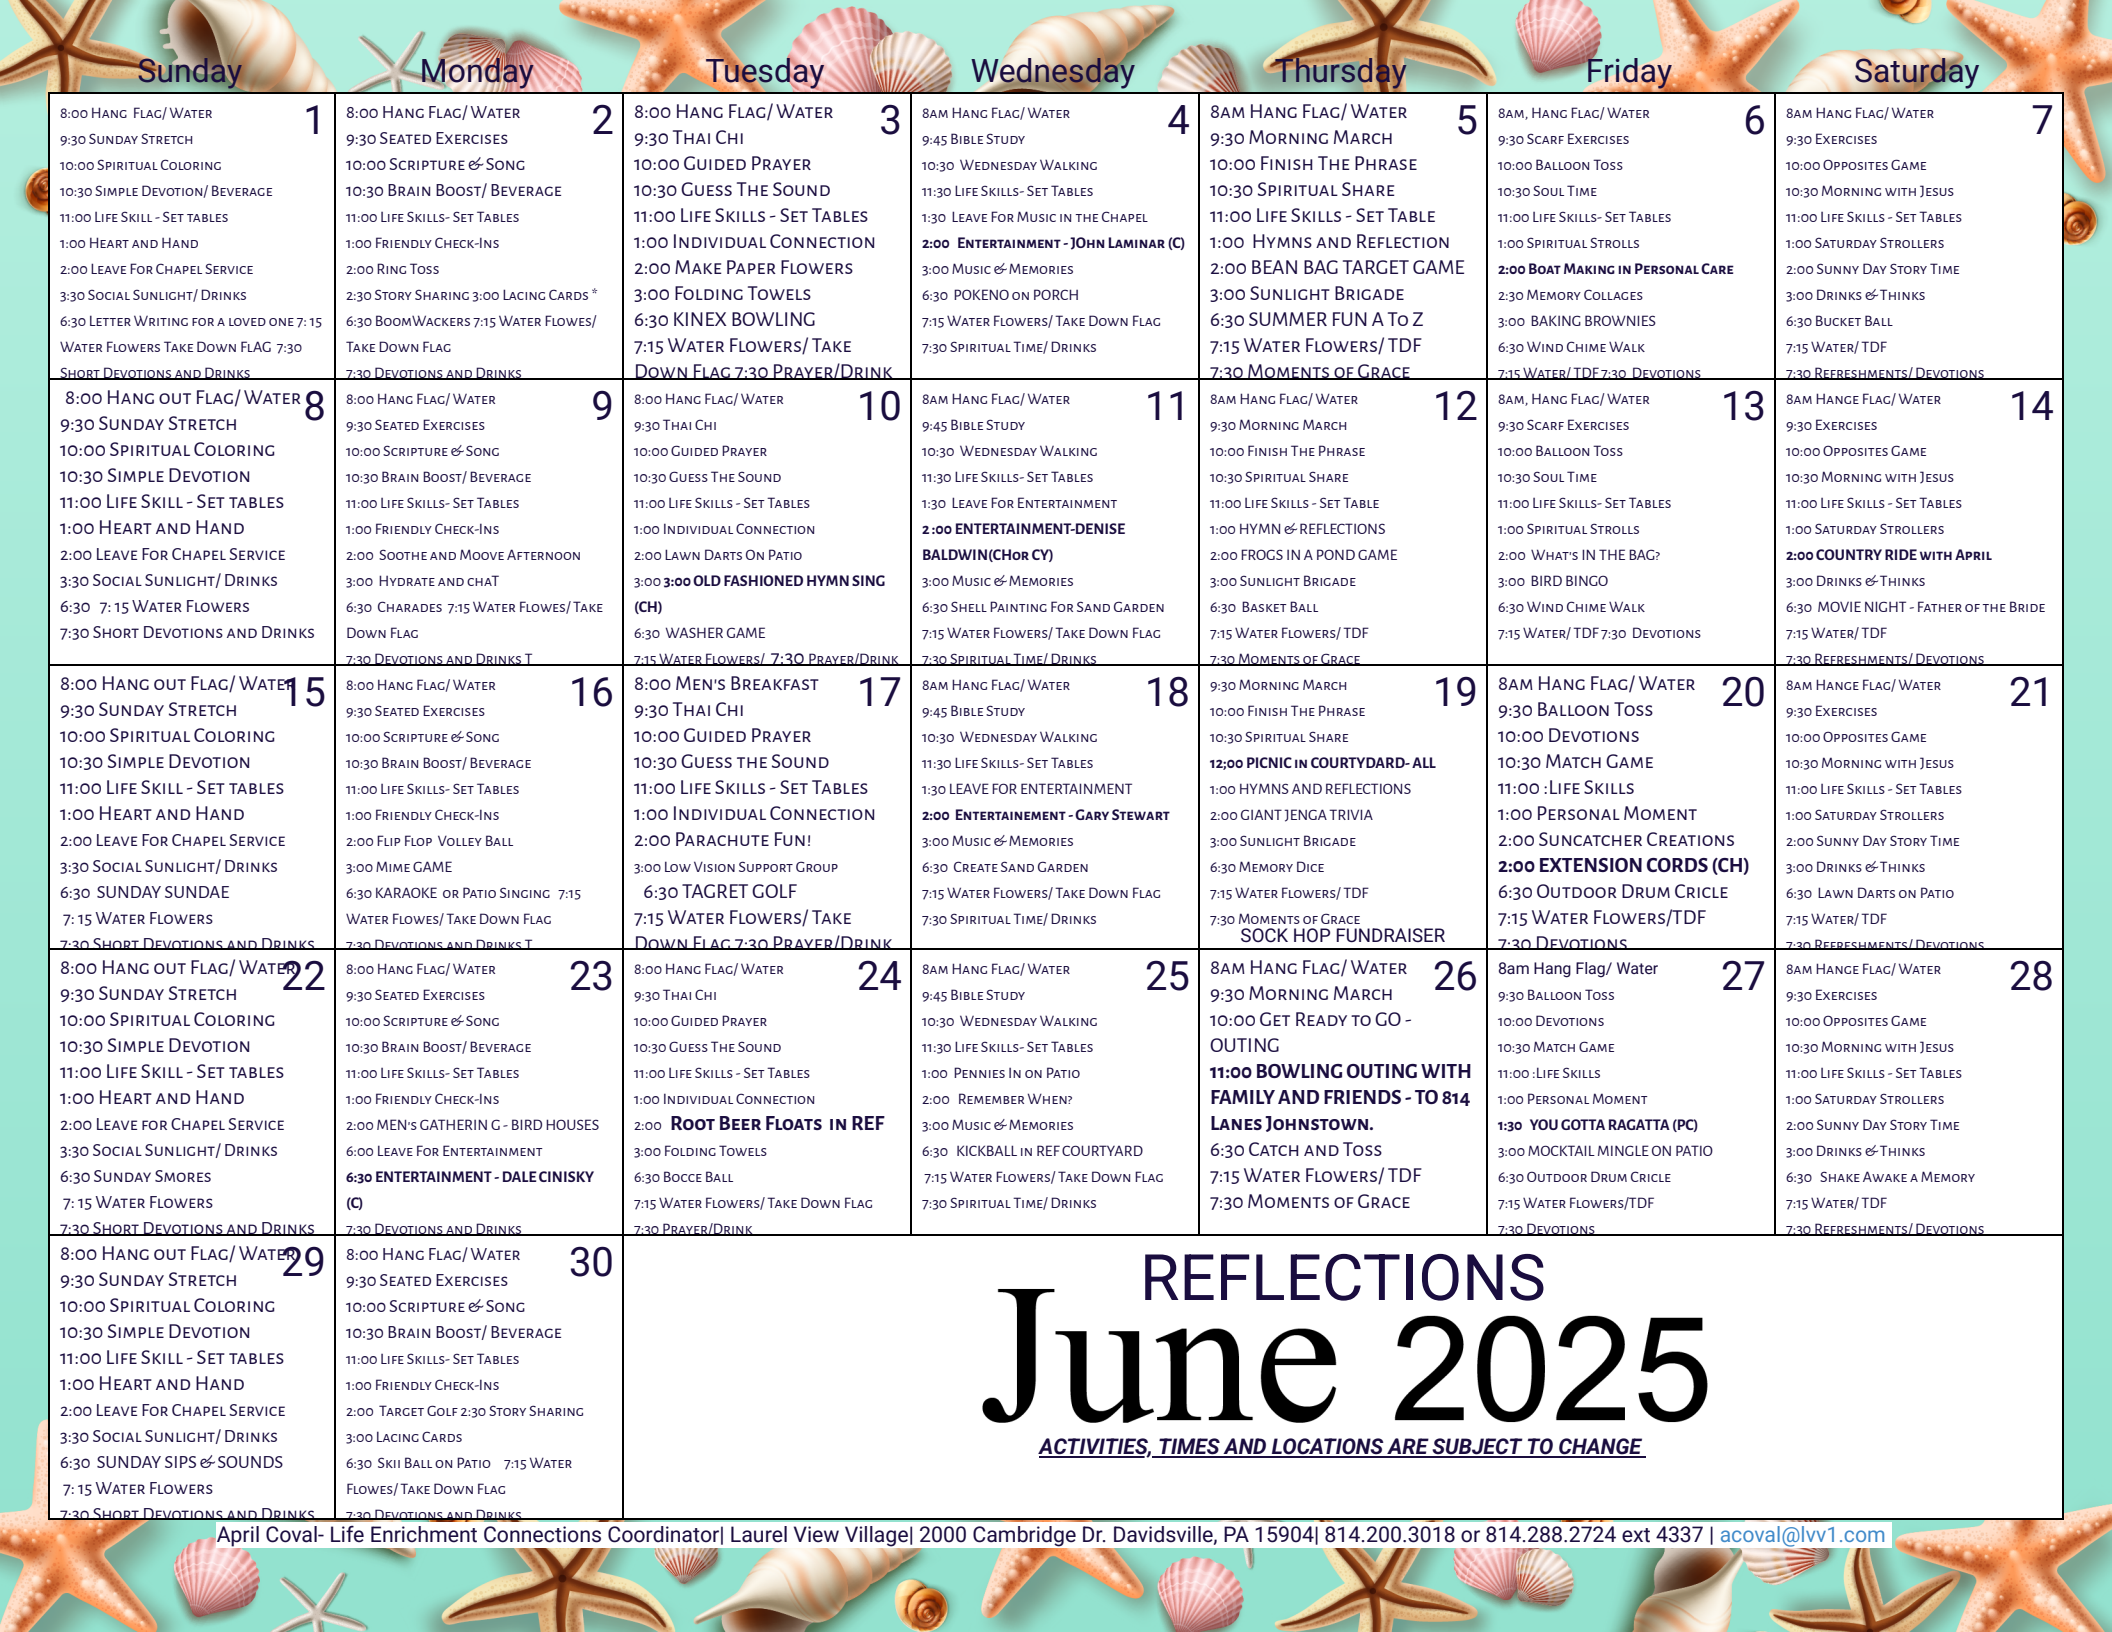 Sunday Monday Tuesday Wednesday Thursday Friday Saturday
1
8:00 Hang Flag/ Water
9:30 Sunday Stretch
10:00 Spiritual Coloring
10:30 Simple Devotion/ Beverage
11:00 Life Skill - Set tables
1:00 Heart and Hand
2:00 Leave For Chapel Service
3:30 Social Sunlight/ Drinks
6:30 Letter Writing for a loved one 7: 15
Water Flowers Take Down FlAG 7:30
Short Devotions and Drinks
2
8:00 Hang Flag/ Water
9:30 Seated Exercises
10:00 Scripture & Song
10:30 Brain Boost/ Beverage
11:00 Life Skills- Set Tables
1:00 Friendly Check-Ins
2:00 Ring Toss
2:30 Story Sharing 3:00 Lacing Cards *
6:30 BoomWackers 7:15 Water Flowes/
Take Down Flag
7:30 Devotions and Drinks
3
8:00 Hang Flag/ Water
9:30 Thai Chi
10:00 Guided Prayer
10:30 Guess The Sound
11:00 Life Skills - Set Tables
1:00 Individual Connection
2:00 Make Paper Flowers
3:00 Folding Towels
6:30 KINEX BOWLING
7:15 Water Flowers/ Take
Down Flag 7:30 Prayer/Drink
4
8am Hang Flag/ Water
9:45 Bible Study
10:30 Wednesday Walking
11:30 Life Skills- Set Tables
1:30 Leave For Music in the Chapel
2:00 Entertainment - JOhn Laminar (C)
3:00 Music & Memories
6:30 POKENO on PORCH
7:15 Water Flowers/ Take Down Flag
7:30 Spiritual Time/ Drinks
5
8am Hang Flag/ Water
9:30 Morning March
10:00 Finish The Phrase
10:30 Spiritual Share
11:00 Life Skills - Set Table
1:00 Hymns and Reflection
2:00 BEAN BAG TARGET GAME
3:00 Sunlight Brigade
6:30 SUMMER FUN A To Z
7:15 Water Flowers/ TDF
7:30 Moments of Grace
6
8am, Hang Flag/ Water
9:30 Scarf Exercises
10:00 Balloon Toss
10:30 Soul Time
11:00 Life Skills- Set Tables
1:00 Spiritual Strolls
2:00 Boat Making in Personal Care
2:30 Memory Collages
3:00 BAKING BROWNIES
6:30 Wind Chime Walk
7:15 Water/ TDF 7:30 Devotions
7
8am Hang Flag/ Water
9:30 Exercises
10:00 Opposites Game
10:30 Morning with Jesus
11:00 Life Skills - Set Tables
1:00 Saturday Strollers
2:00 Sunny Day Story Time
3:00 Drinks & Thinks
6:30 Bucket Ball
7:15 Water/ TDF
7:30 Refreshments/ Devotions
8
8:00 Hang out Flag/ Water
9:30 Sunday Stretch
10:00 Spiritual Coloring
10:30 Simple Devotion
11:00 Life Skill - Set tables
1:00 Heart and Hand
2:00 Leave For Chapel Service
3:30 Social Sunlight/ Drinks
6:30 7: 15 Water Flowers
7:30 Short Devotions and Drinks
9
8:00 Hang Flag/ Water
9:30 Seated Exercises
10:00 Scripture & Song
10:30 Brain Boost/ Beverage
11:00 Life Skills- Set Tables
1:00 Friendly Check-Ins
2:00 Soothe and Moove Afternoon
3:00 Hydrate and chaT
6:30 Charades 7:15 Water Flowes/ Take
Down Flag
7:30 Devotions and Drinks T
10
8:00 Hang Flag/ Water
9:30 Thai Chi
10:00 Guided Prayer
10:30 Guess The Sound
11:00 Life Skills - Set Tables
1:00 Individual Connection
2:00 Lawn Darts On Patio
3:00 3:00 OLD FASHIONED HYMN SING
(CH)
6:30 WASHER GAME
7:15 Water Flowers/ 7:30 Prayer/Drink
11
8am Hang Flag/ Water
9:45 Bible Study
10:30 Wednesday Walking
11:30 Life Skills- Set Tables
1:30 Leave For Entertainment
2 :00 ENTERTAINMENT-DENISE
BALDWIN(CHor CY)
3:00 Music & Memories
6:30 Shell Painting For Sand Garden
7:15 Water Flowers/ Take Down Flag
7:30 Spiritual Time/ Drinks
12
8am Hang Flag/ Water
9:30 Morning March
10:00 Finish The Phrase
10:30 Spiritual Share
11:00 Life Skills - Set Table
1:00 HYMN & REFLECTIONS
2:00 FROGS IN A POND GAME
3:00 Sunlight Brigade
6:30 Basket Ball
7:15 Water Flowers/ TDF
7:30 Moments of Grace
13
8am, Hang Flag/ Water
9:30 Scarf Exercises
10:00 Balloon Toss
10:30 Soul Time
11:00 Life Skills- Set Tables
1:00 Spiritual Strolls
2:00 What's IN THE BAG?
3:00 BIRD BINGO
6:30 Wind Chime Walk
7:15 Water/ TDF 7:30 Devotions
14
8am Hange Flag/ Water
9:30 Exercises
10:00 Opposites Game
10:30 Morning with Jesus
11:00 Life Skills - Set Tables
1:00 Saturday Strollers
2:00 COUNTRY RIDE with April
3:00 Drinks & Thinks
6:30 MOVIE NIGHT - Father of the Bride
7:15 Water/ TDF
7:30 Refreshments/ Devotions
15
8:00 Hang out Flag/ Water
9:30 Sunday Stretch
10:00 Spiritual Coloring
10:30 Simple Devotion
11:00 Life Skill - Set tables
1:00 Heart and Hand
2:00 Leave For Chapel Service
3:30 Social Sunlight/ Drinks
6:30 SUNDAY SUNDAE
7: 15 Water Flowers
7:30 Short Devotions and Drinks
16
8:00 Hang Flag/ Water
9:30 Seated Exercises
10:00 Scripture & Song
10:30 Brain Boost/ Beverage
11:00 Life Skills- Set Tables
1:00 Friendly Check-Ins
2:00 Flip Flop Volley Ball
3:00 Mime GAME
6:30 KARAOKE or Patio Singing 7:15
Water Flowes/ Take Down Flag
7:30 Devotions and Drinks T
17
8:00 Men's Breakfast
9:30 Thai Chi
10:00 Guided Prayer
10:30 Guess the Sound
11:00 Life Skills - Set Tables
1:00 Individual Connection
2:00 Parachute Fun!
3:00 Low Vision Support Group
6:30 TAGRET GOLF
7:15 Water Flowers/ Take
Down Flag 7:30 Prayer/Drink
18
8am Hang Flag/ Water
9:45 Bible Study
10:30 Wednesday Walking
11:30 Life Skills- Set Tables
1:30 LEAVE FOR ENTERTAINMENT
2:00 Entertainement - Gary Stewart
3:00 Music & Memories
6:30 Create Sand Garden
7:15 Water Flowers/ Take Down Flag
7:30 Spiritual Time/ Drinks
19
9:30 Morning March
10:00 Finish The Phrase
10:30 Spiritual Share
12;00 PICNIC in COURTYDARD- ALL
1:00 HYMNS AND REFLECTIONS
2:00 GIANT JENGA TRIVIA
3:00 Sunlight Brigade
6:30 Memory Dice
7:15 Water Flowers/ TDF
7:30 Moments of Grace
SOCK HOP FUNDRAISER
20
8am Hang Flag/ Water
9:30 Balloon Toss
10:00 Devotions
10:30 Match Game
11:00 :Life Skills
1:00 Personal Moment
2:00 Suncatcher Creations
2:00 EXTENSION CORDS (CH)
6:30 Outdoor Drum Cricle
7:15 Water Flowers/TDF
7:30 Devotions
21
8am Hange Flag/ Water
9:30 Exercises
10:00 Opposites Game
10:30 Morning with Jesus
11:00 Life Skills - Set Tables
1:00 Saturday Strollers
2:00 Sunny Day Story Time
3:00 Drinks & Thinks
6:30 Lawn Darts on Patio
7:15 Water/ TDF
7:30 Refreshments/ Devotions
22
8:00 Hang out Flag/ Water
9:30 Sunday Stretch
10:00 Spiritual Coloring
10:30 Simple Devotion
11:00 Life Skill - Set tables
1:00 Heart and Hand
2:00 Leave for Chapel Service
3:30 Social Sunlight/ Drinks
6:30 Sunday Smores
7: 15 Water Flowers
7:30 Short Devotions and Drinks
23
8:00 Hang Flag/ Water
9:30 Seated Exercises
10:00 Scripture & Song
10:30 Brain Boost/ Beverage
11:00 Life Skills- Set Tables
1:00 Friendly Check-Ins
2:00 MEN's GATHERIN G - BIRD HOUSES
6:00 Leave For Entertainment
6:30 ENTERTAINMENT - DALE CINISKY
(C)
7:30 Devotions and Drinks
24
8:00 Hang Flag/ Water
9:30 Thai Chi
10:00 Guided Prayer
10:30 Guess The Sound
11:00 Life Skills - Set Tables
1:00 Individual Connection
2:00 Root Beer Floats in REF
3:00 Folding Towels
6:30 Bocce Ball
7:15 Water Flowers/ Take Down Flag
7:30 Prayer/Drink
25
8am Hang Flag/ Water
9:45 Bible Study
10:30 Wednesday Walking
11:30 Life Skills- Set Tables
1:00 Pennies In on Patio
2:00 Remember When?
3:00 Music & Memories
6:30 KICKBALL in REF COURTYARD
7:15 Water Flowers/ Take Down Flag
7:30 Spiritual Time/ Drinks
26
8am Hang Flag/ Water
9:30 Morning March
10:00 Get Ready to GO -
OUTING
11:00 BOWLING OUTING WITH
FAMILY AND FRIENDS - TO 814
Lanes Johnstown.
6:30 Catch and Toss
7:15 Water Flowers/ TDF
7:30 Moments of Grace
27
8am Hang Flag/ Water
9:30 Balloon Toss
10:00 Devotions
10:30 Match Game
11:00 :Life Skills
1:00 Personal Moment
1:30 YOU GOTTA RAGATTA (PC)
3:00 MOCKTAIL MINGLE ON PATIO
6:30 Outdoor Drum Cricle
7:15 Water Flowers/TDF
7:30 Devotions
28
8am Hange Flag/ Water
9:30 Exercises
10:00 Opposites Game
10:30 Morning with Jesus
11:00 Life Skills - Set Tables
1:00 Saturday Strollers
2:00 Sunny Day Story Time
3:00 Drinks & Thinks
6:30 Shake Awake a Memory
7:15 Water/ TDF
7:30 Refreshments/ Devotions
29
8:00 Hang out Flag/ Water
9:30 Sunday Stretch
10:00 Spiritual Coloring
10:30 Simple Devotion
11:00 Life Skill - Set tables
1:00 Heart and Hand
2:00 Leave For Chapel Service
3:30 Social Sunlight/ Drinks
6:30 SUNDAY SIPS & SOUNDS
7: 15 Water Flowers
7:30 Short Devotions and Drinks
30
8:00 Hang Flag/ Water
9:30 Seated Exercises
10:00 Scripture & Song
10:30 Brain Boost/ Beverage
11:00 Life Skills- Set Tables
1:00 Friendly Check-Ins
2:00 Target Golf 2:30 Story Sharing
3:00 Lacing Cards
6:30 Skii Ball on Patio 7:15 Water
Flowes/ Take Down Flag
7:30 Devotions and Drinks
REFLECTIONS
June 2025
ACTIVITIES, TIMES AND LOCATIONS ARE SUBJECT TO CHANGE
April Coval- Life Enrichment Connections Coordinator| Laurel View Village| 2000 Cambridge Dr. Davidsville, PA 15904| 814.200.3018 or 814.288.2724 ext 4337 | acoval@lvv1.com